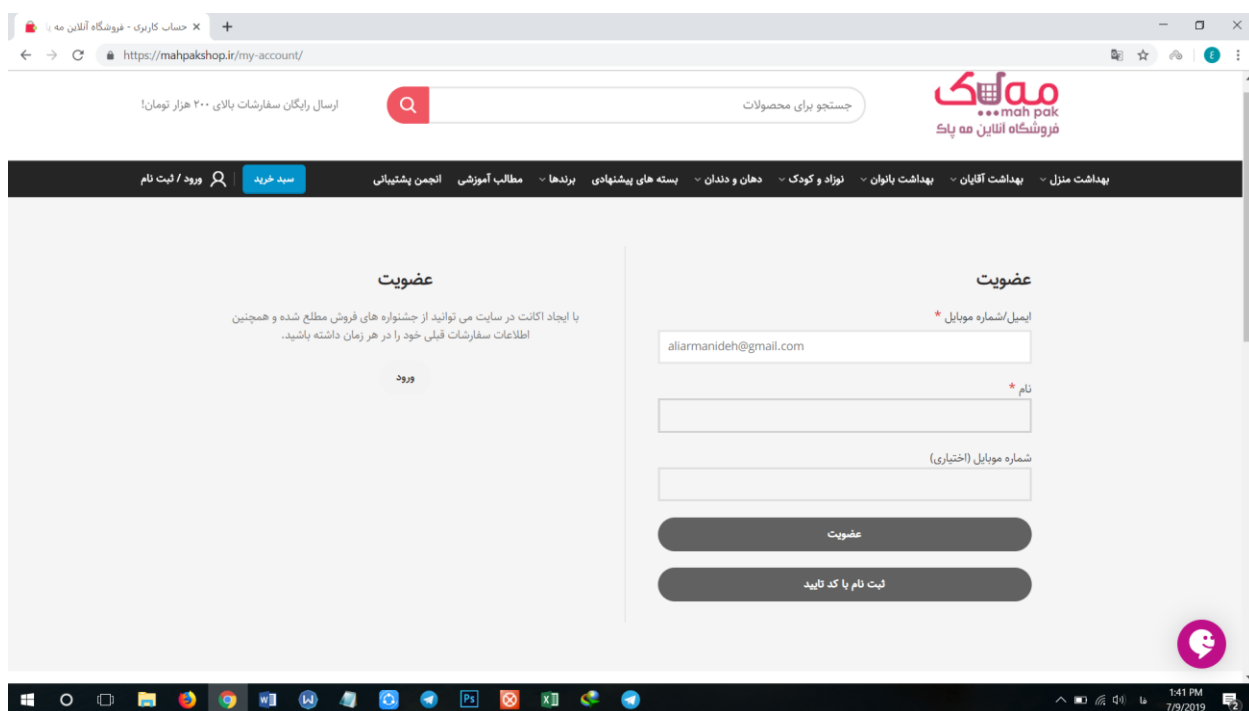 حساب کاربری - فروشگاه آنلاین مه
https://mahpakshop.ir/my-account/
E
مه پاک
mah pak
فروشگاه آنلاین مه پاک
جستجو برای محصولات
ارسال رایگان سفارشات بالای ۲۰۰ هزار تومان!
بهداشت منزل
بهداشت آقایان
بهداشت بانوان
نوزاد و کودک
دهان و دندان
بسته های پیشنهادی
برندها
مطالب آموزشی
انجمن پشتیبانی
سبد خرید
ورود / ثبت نام
عضویت
ایمیل/شماره موبایل *
aliarmanideh@gmail.com
نام *
شماره موبایل (اختیاری)
عضویت
ثبت نام با کد تایید
عضویت
با ایجاد اکانت در سایت می توانید از جشنواره های فروش مطلع شده و همچنین
اطلاعات سفارشات قبلی خود را در هر زمان داشته باشید.
ورود
Ps
فا
1:41 PM
7/9/2019
2